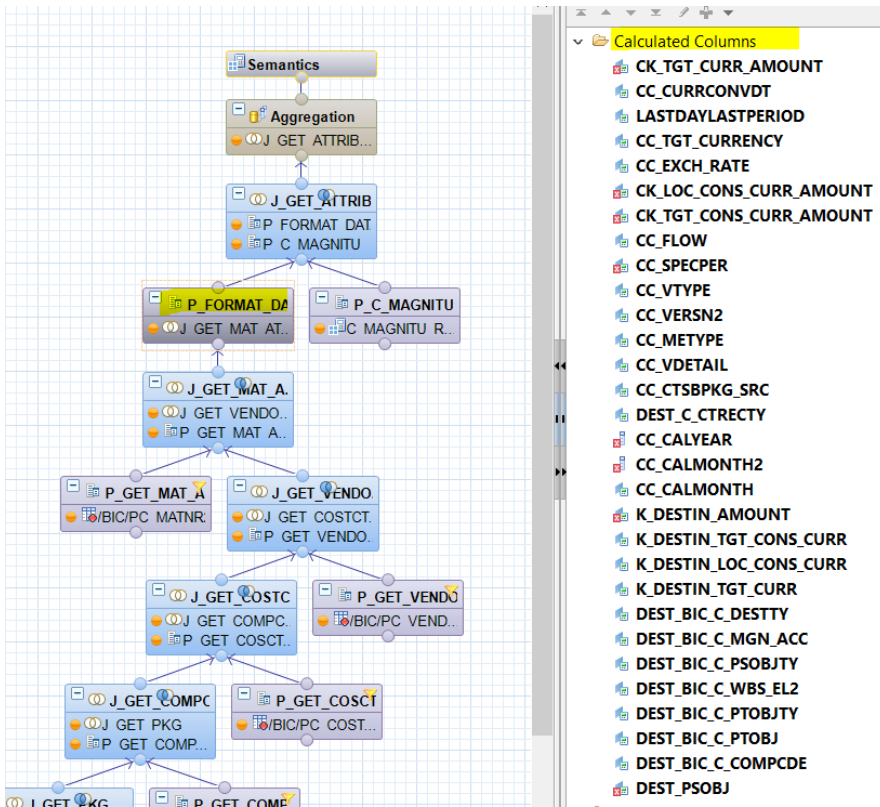 Semantics
Aggregation
J_GET_ATTRIB...
J_GET_ATTRIB
P_FORMAT_DAT
P_C_MAGNITU
P_FORMAT_DA
J_GET_MAT_AT..
P_C_MAGNITU
C_MAGNITU_R...
J_GET_MAT_A.
J_GET_VENDO..
P_GET_MAT_A..
P_GET_MAT_A
/BIC/PC_MATNR:
J_GET_VENDO.
J_GET_COSTCT.
P_GET_VENDO..
J_GET_COSTC
J_GET_COMPC..
P_GET_COSCT..
P_GET_VENDO
/BIC/PC_VEND...
J_GET_COMPC
J_GET_PKG
P_GET_COMP...
P_GET_COSCT
/BIC/PC_COST...
J_GET_PKG
P_GET_COMP
Calculated Columns
CK_TGT_CURR_AMOUNT
CC_CURRCONVDT
LASTDAYLASTPERIOD
CC_TGT_CURRENCY
CC_EXCH_RATE
CK_LOC_CONS_CURR_AMOUNT
CK_TGT_CONS_CURR_AMOUNT
CC_FLOW
CC_SPECPER
CC_VTYPE
CC_VERSN2
CC_METYPE
CC_VDETAIL
CC_CTSBPKG_SRC
DEST_C_CTRECTY
CC_CALYEAR
CC_CALMONTH2
CC_CALMONTH
K_DESTIN_AMOUNT
K_DESTIN_TGT_CONS_CURR
K_DESTIN_LOC_CONS_CURR
K_DESTIN_TGT_CURR
DEST_BIC_C_DESTTY
DEST_BIC_C_MGN_ACC
DEST_BIC_C_PSOBJTY
DEST_BIC_C_WBS_EL2
DEST_BIC_C_PTOBJTY
DEST_BIC_C_PTOBJ
DEST_BIC_C_COMPCDE
DEST_PSOBJ